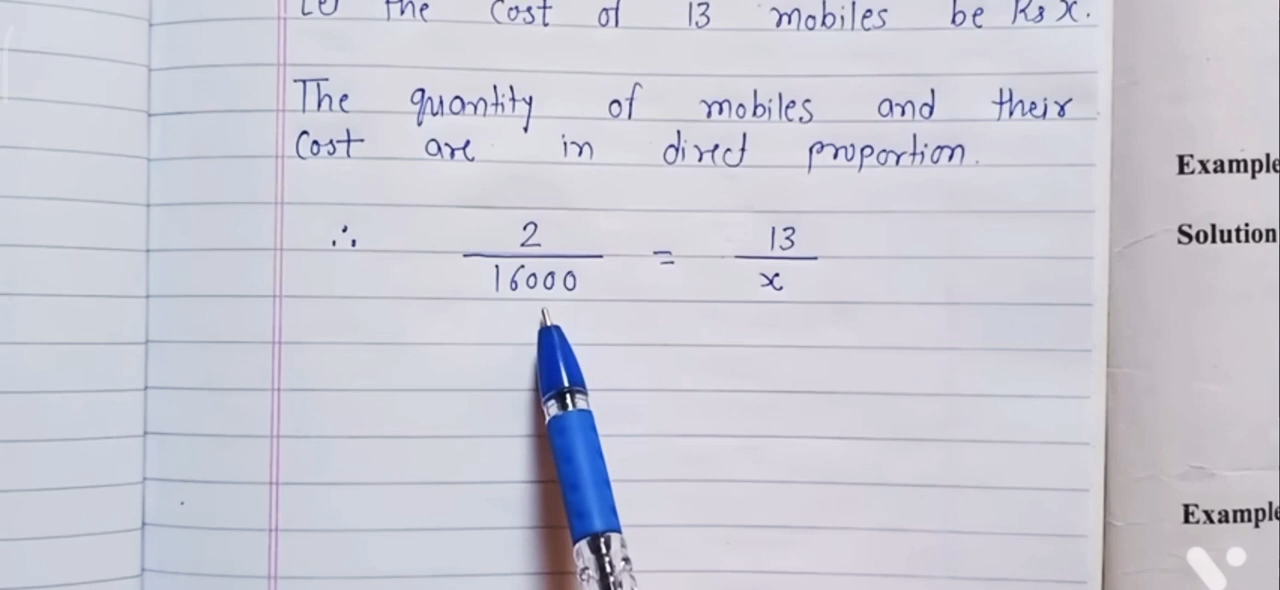 the cost of 13 mobiles be Rs x.
The quantity of mobiles and their
cost are in direct proportion.
∴ 2/16000 = 13/x
Example
Solution
Example